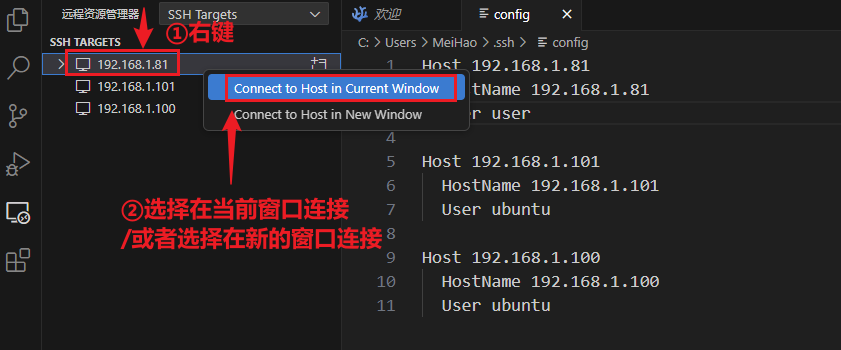 远程资源管理器
SSH Targets
欢迎
config
①右键
SSH TARGETS
C: > Users > MeiHao > .ssh > config
192.168.1.81
192.168.1.101
192.168.1.100
Connect to Host in Current Window
Connect to Host in New Window
②选择在当前窗口连接
/或者选择在新的窗口连接
1 Host 192.168.1.81
Name 192.168.1.81
user
4
5 Host 192.168.1.101
6 HostName 192.168.1.101
7 User ubuntu
8
9 Host 192.168.1.100
10 HostName 192.168.1.100
11 User ubuntu